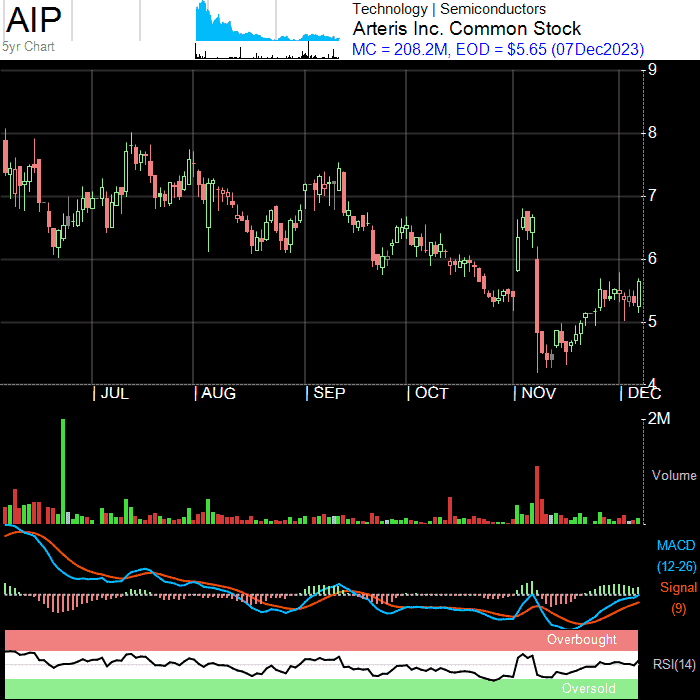 AIP
5yr Chart
Technology | Semiconductors
Arteris Inc. Common Stock
MC = 208.2M, EOD = $5.65 (07Dec2023)
9
8
7
6
5
4
JUL AUG SEP OCT NOV DEC
2M
Volume
MACD
(12-26)
Signal
(9)
Overbought
RSI(14)
Oversold